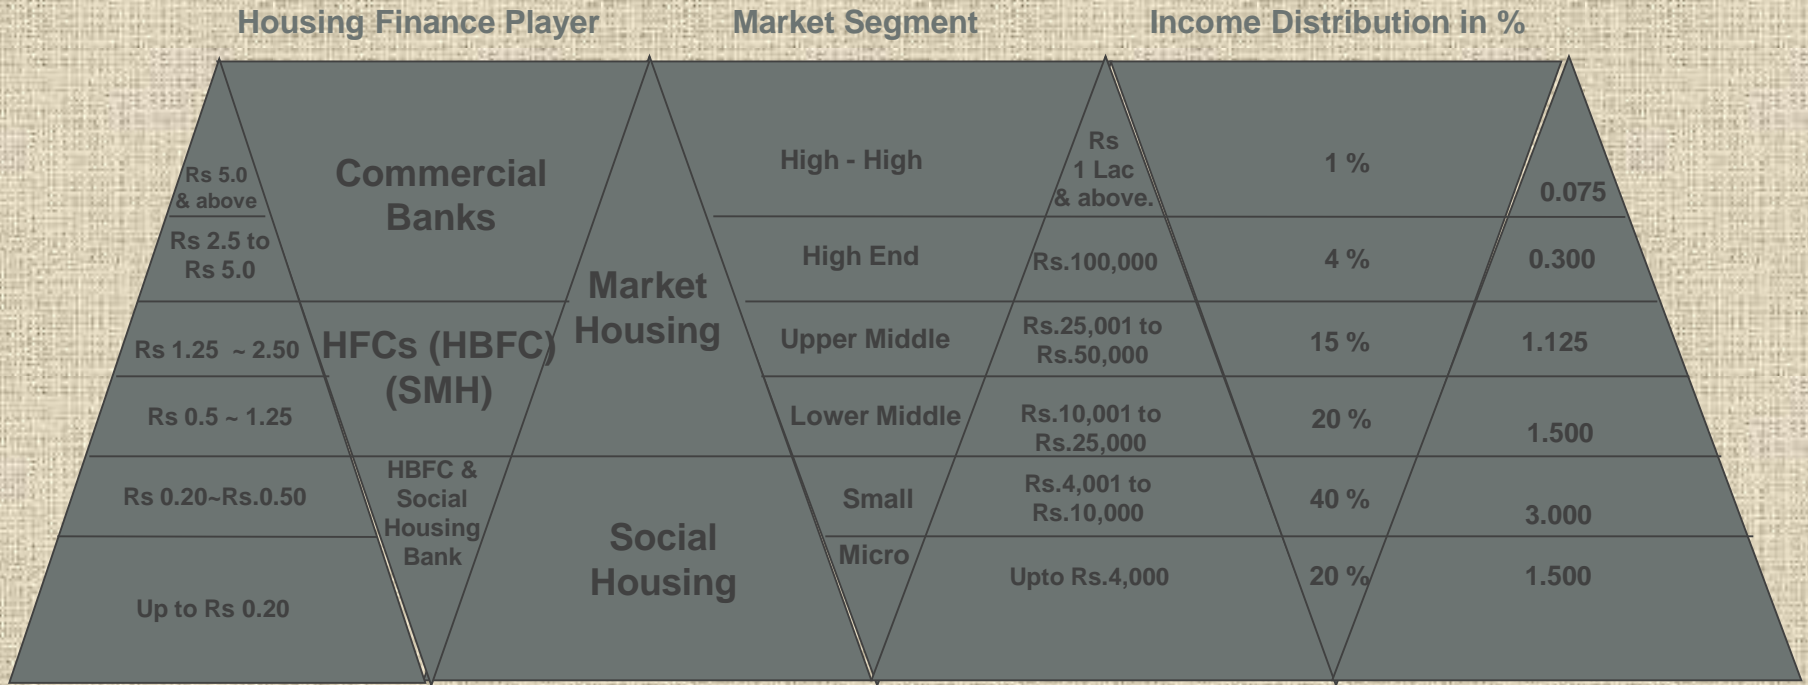 Housing Finance Player
Market Segment
Income Distribution in %
Rs 5.0
& above
Commercial
Banks
High - High
Rs
1 Lac
& above.
1 %
0.075
Rs 2.5 to
Rs 5.0
High End
Rs.100,000
4 %
0.300
Market
Housing
Rs 1.25 ~ 2.50
HFCs (HBFC)
(SMH)
Upper Middle
Rs.25,001 to
Rs.50,000
15 %
1.125
Rs 0.5 ~ 1.25
Lower Middle
Rs.10,001 to
Rs.25,000
20 %
1.500
Rs 0.20~Rs.0.50
HBFC &
Social
Housing
Bank
Small
Rs.4,001 to
Rs.10,000
40 %
3.000
Social
Housing
Up to Rs 0.20
Micro
Upto Rs.4,000
20 %
1.500